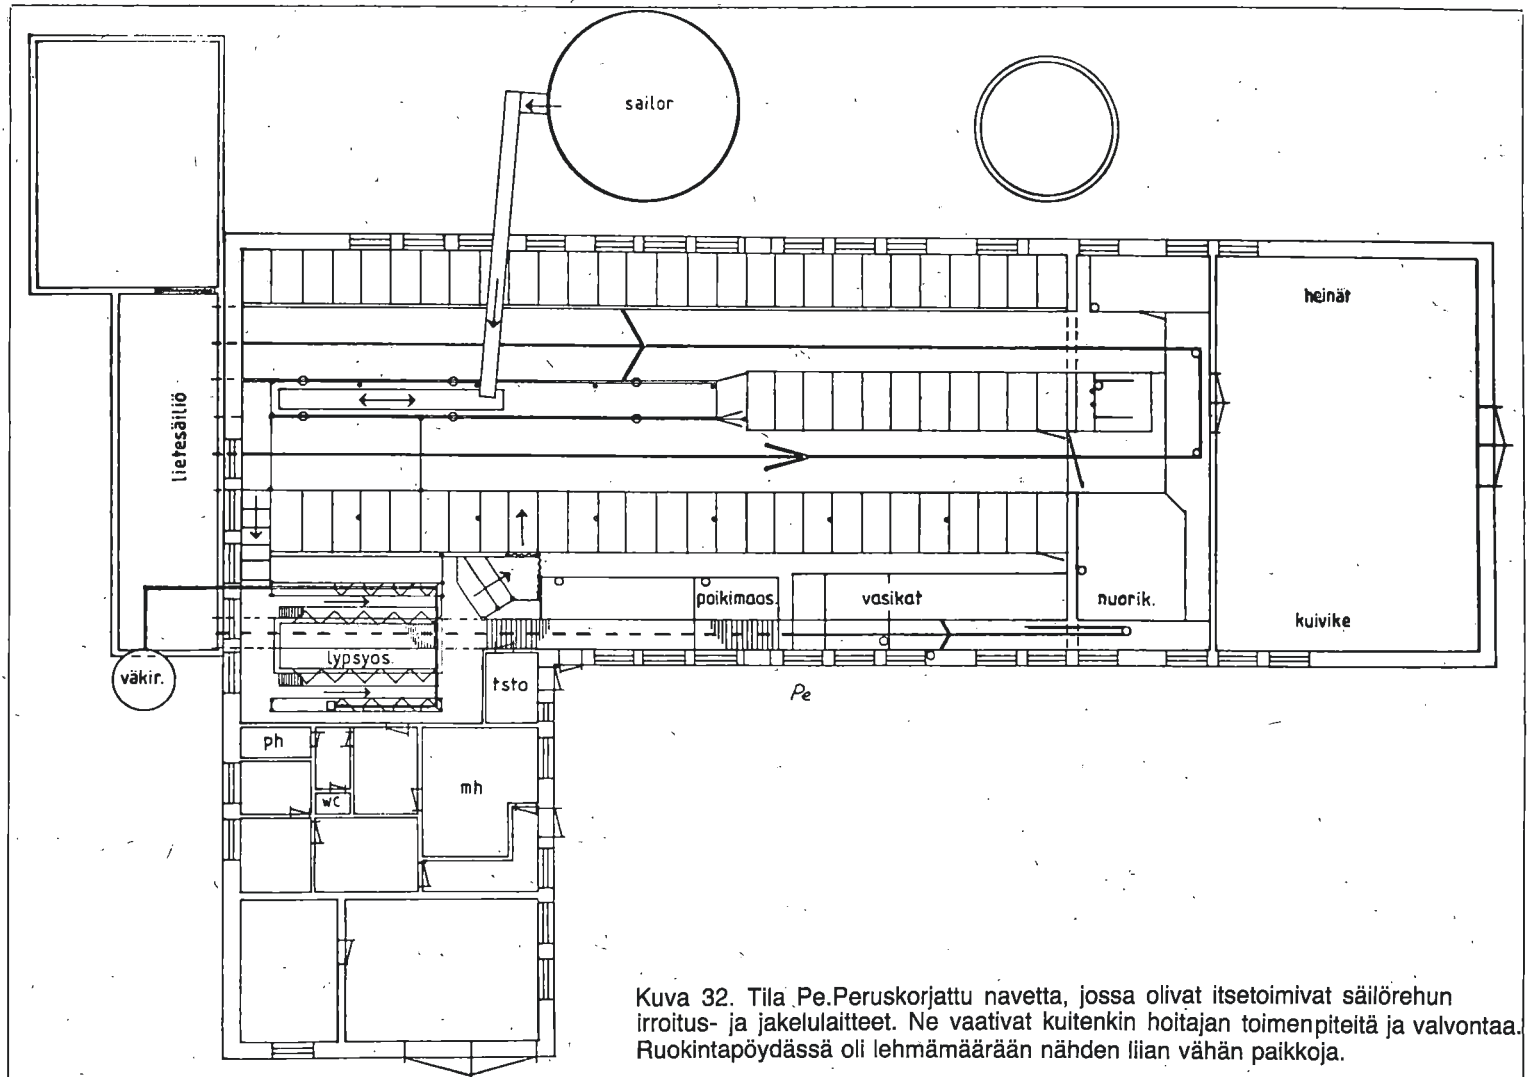 sailor
heinät
lietesäiliö
poikimaos.
vasikat
nuorik.
kuivike
väkir.
lypsyos.
tsto
Pe
ph
wc
mh
Kuva 32. Tila Pe.Peruskorjattu navetta, jossa olivat itsetoimivat säilörehun
irroitus- ja jakelulaitteet. Ne vaativat kuitenkin hoitajan toimenpiteitä ja valvontaa.
Ruokintapöydässä oli lehmämäärään nähden liian vähän paikkoja.